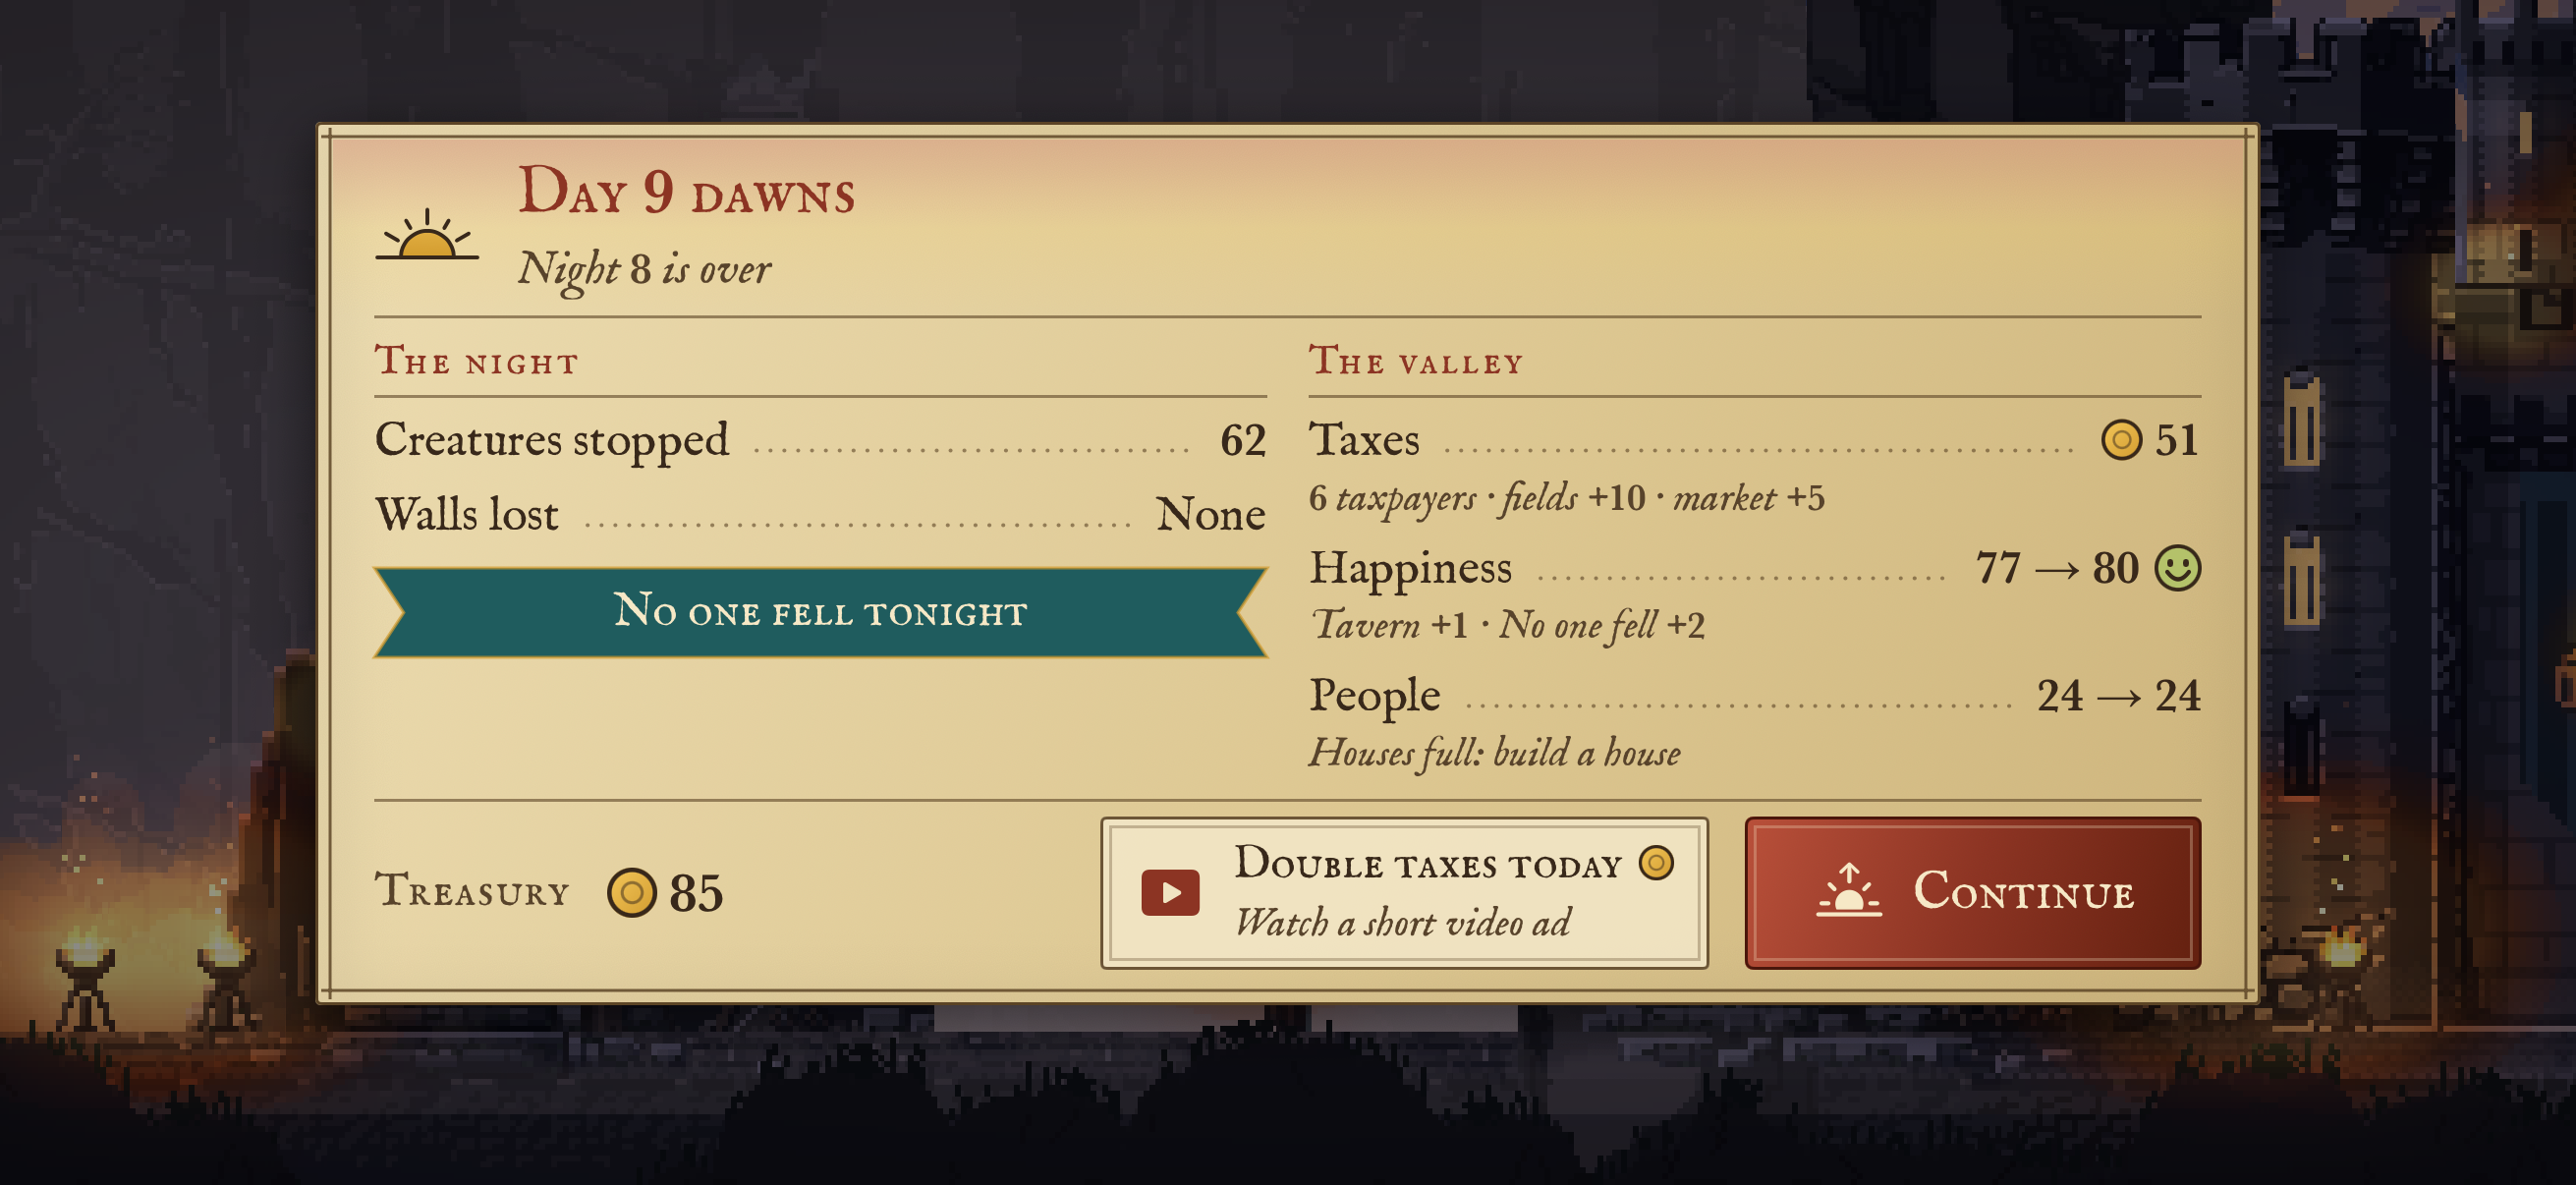 Day 9 dawns
Night 8 is over
The night
Creatures stopped 62
Walls lost None
No one fell tonight
The valley
Taxes 51
6 taxpayers · fields +10 · market +5
Happiness 77 → 80
Tavern +1 · No one fell +2
People 24 → 24
Houses full: build a house
Treasury 85
Double taxes today
Watch a short video ad
Continue